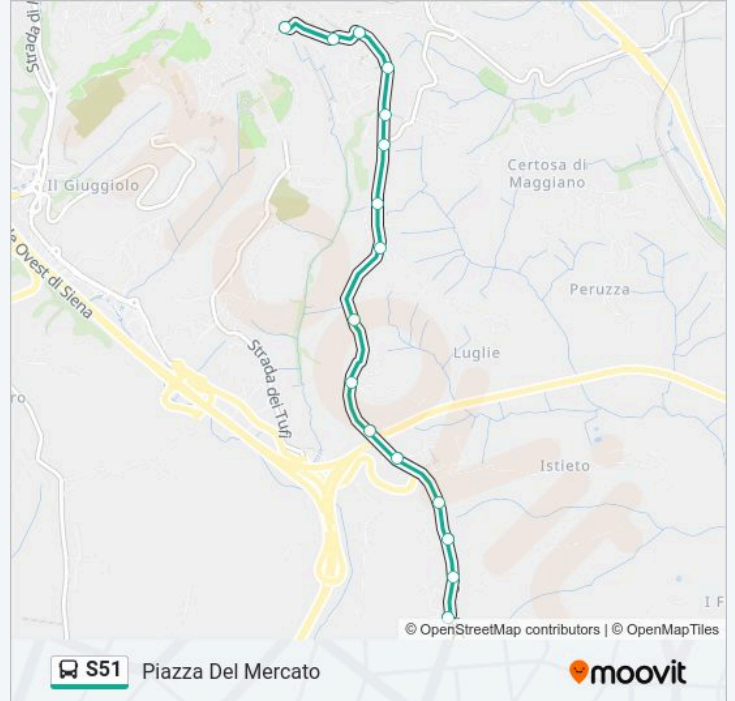 Strada di
Certosa di
Maggiano
Il Giuggiolo
Ovest di Siena
Peruzza
Luglie
Strada dei Tufi
ro
Istieto
I F
© OpenStreetMap contributors | © OpenMapTiles
S51 Piazza Del Mercato
moovit